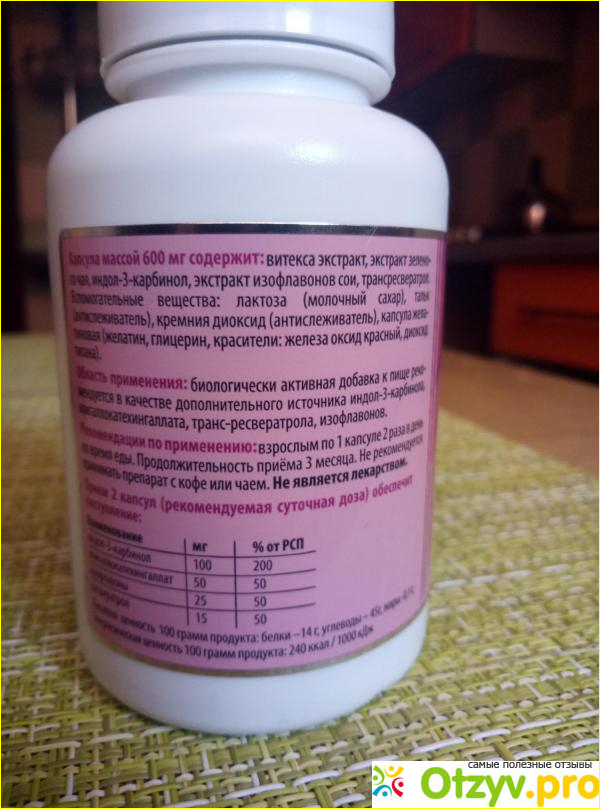 Капсула массой 600 мг содержит: витекса экстракт, экстракт зелено-
го чая, индол-3-карбинол, экстракт изофлавонов сои, трансресвератрол.
Вспомогательные вещества: лактоза (молочный сахар), тальк
(антислеживатель), кремния диоксид (антислеживатель), капсула жела-
тиновая (желатин, глицерин, красители: железа оксид красный, диоксид
титана).
Область применения: биологически активная добавка к пище реко-
мендуется в качестве дополнительного источника индол-3-карбинола,
эпигаллокатехингаллата, транс-ресвератрола, изофлавонов.
Рекомендации по применению: взрослым по 1 капсуле 2 раза в день
во время еды. Продолжительность приёма 3 месяца. Не рекомендуется
принимать препарат с кофе или чаем. Не является лекарством.
Прием 2 капсул (рекомендуемая суточная доза) обеспечит
поступление:
Наименование мг % от РСП
индол-3-карбинол 100 200
эпигаллокатехингаллат 50 50
изофлавоны 25 50
ресвератрол 15 50
Пищевая ценность 100 грамм продукта: белки –14 г, углеводы – 45г, жиры
Энергетическая ценность 100 грамм продукта: 240 ккал / 1000 кДж
самые полезные отзывы
Otzyv.pro